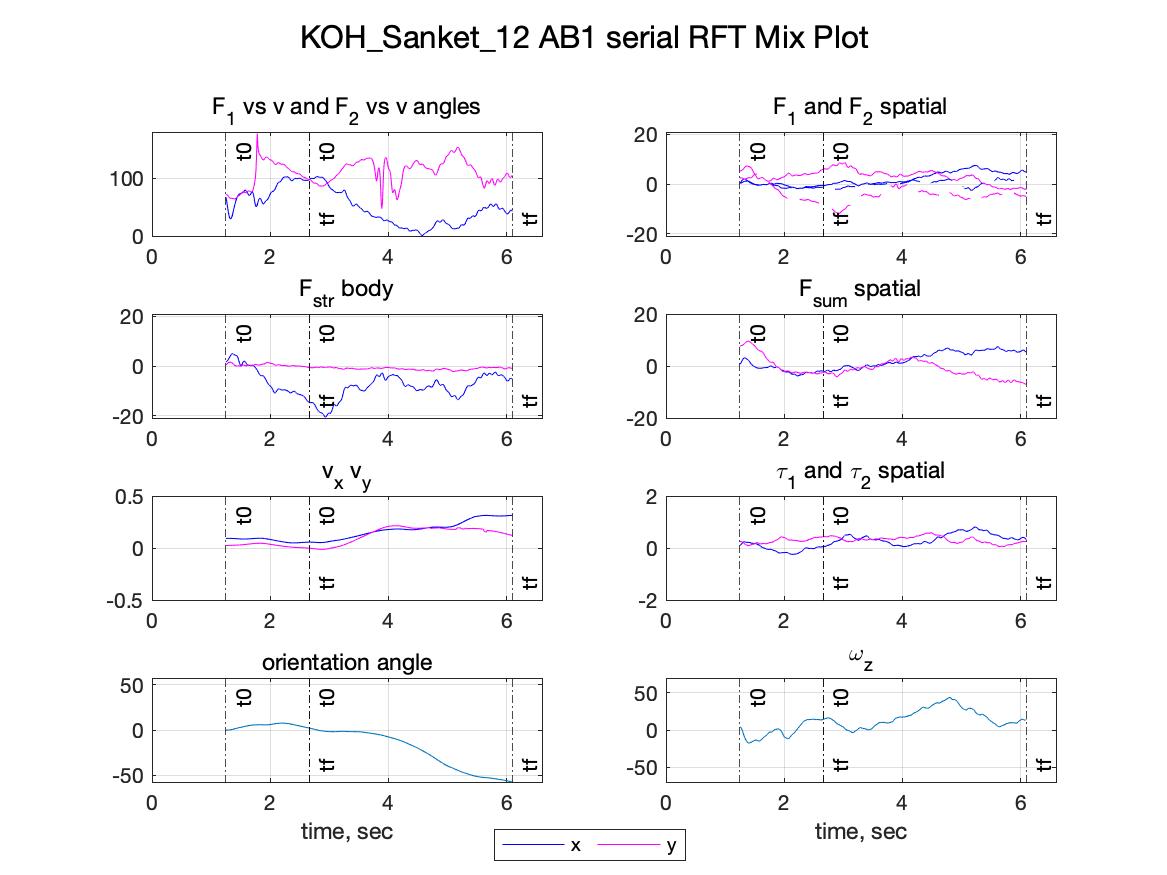 KOH_Sanket_12 AB1 serial RFT Mix Plot
F1 vs v and F2 vs v angles
100
0
t0
t0
tf
tf
0 2 4 6
F1 and F2 spatial
20
0
-20
t0
t0
tf
tf
0 2 4 6
Fstr body
20
0
-20
t0
t0
tf
tf
0 2 4 6
Fsum spatial
20
0
-20
t0
t0
tf
tf
0 2 4 6
vx vy
0.5
0
-0.5
t0
t0
tf
tf
0 2 4 6
τ1 and τ2 spatial
2
0
-2
t0
t0
tf
tf
0 2 4 6
orientation angle
50
0
-50
t0
t0
tf
tf
0 2 4 6
time, sec
ωz
50
0
-50
t0
t0
tf
tf
0 2 4 6
time, sec
x y